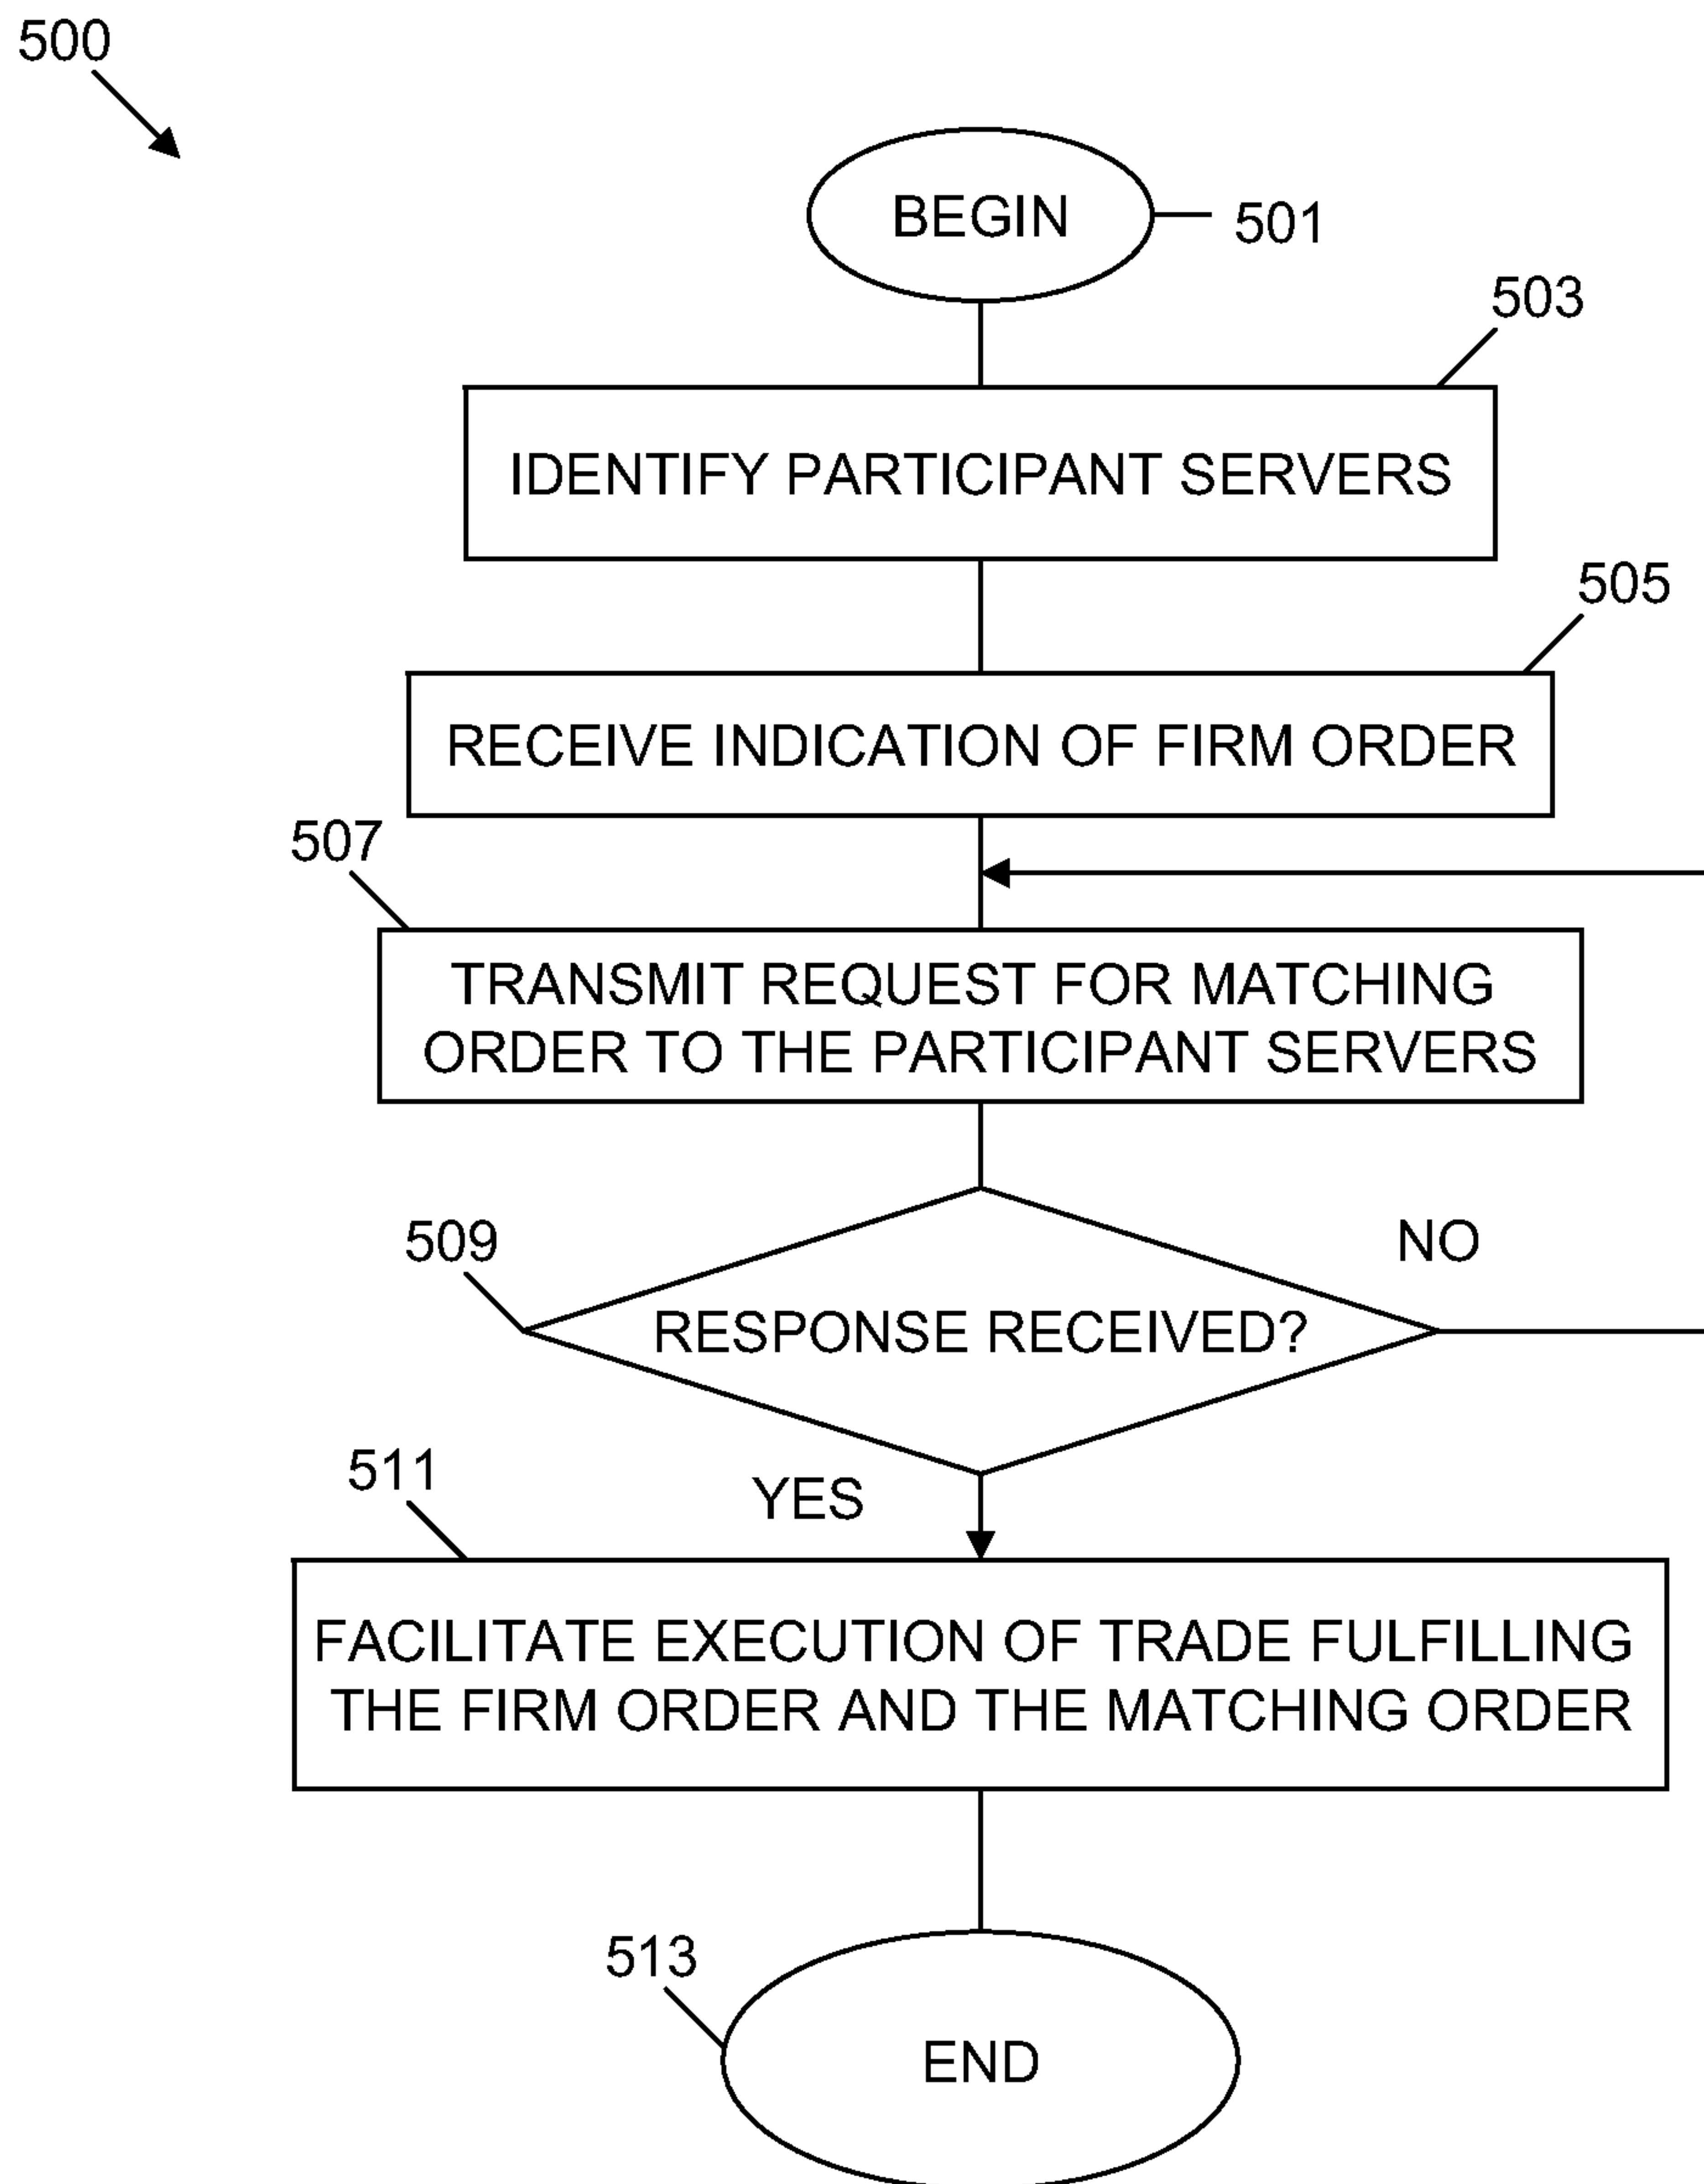 500
BEGIN
501
503
IDENTIFY PARTICIPANT SERVERS
505
RECEIVE INDICATION OF FIRM ORDER
507
TRANSMIT REQUEST FOR MATCHING
ORDER TO THE PARTICIPANT SERVERS
509
NO
RESPONSE RECEIVED?
511
YES
FACILITATE EXECUTION OF TRADE FULFILLING
THE FIRM ORDER AND THE MATCHING ORDER
513
END